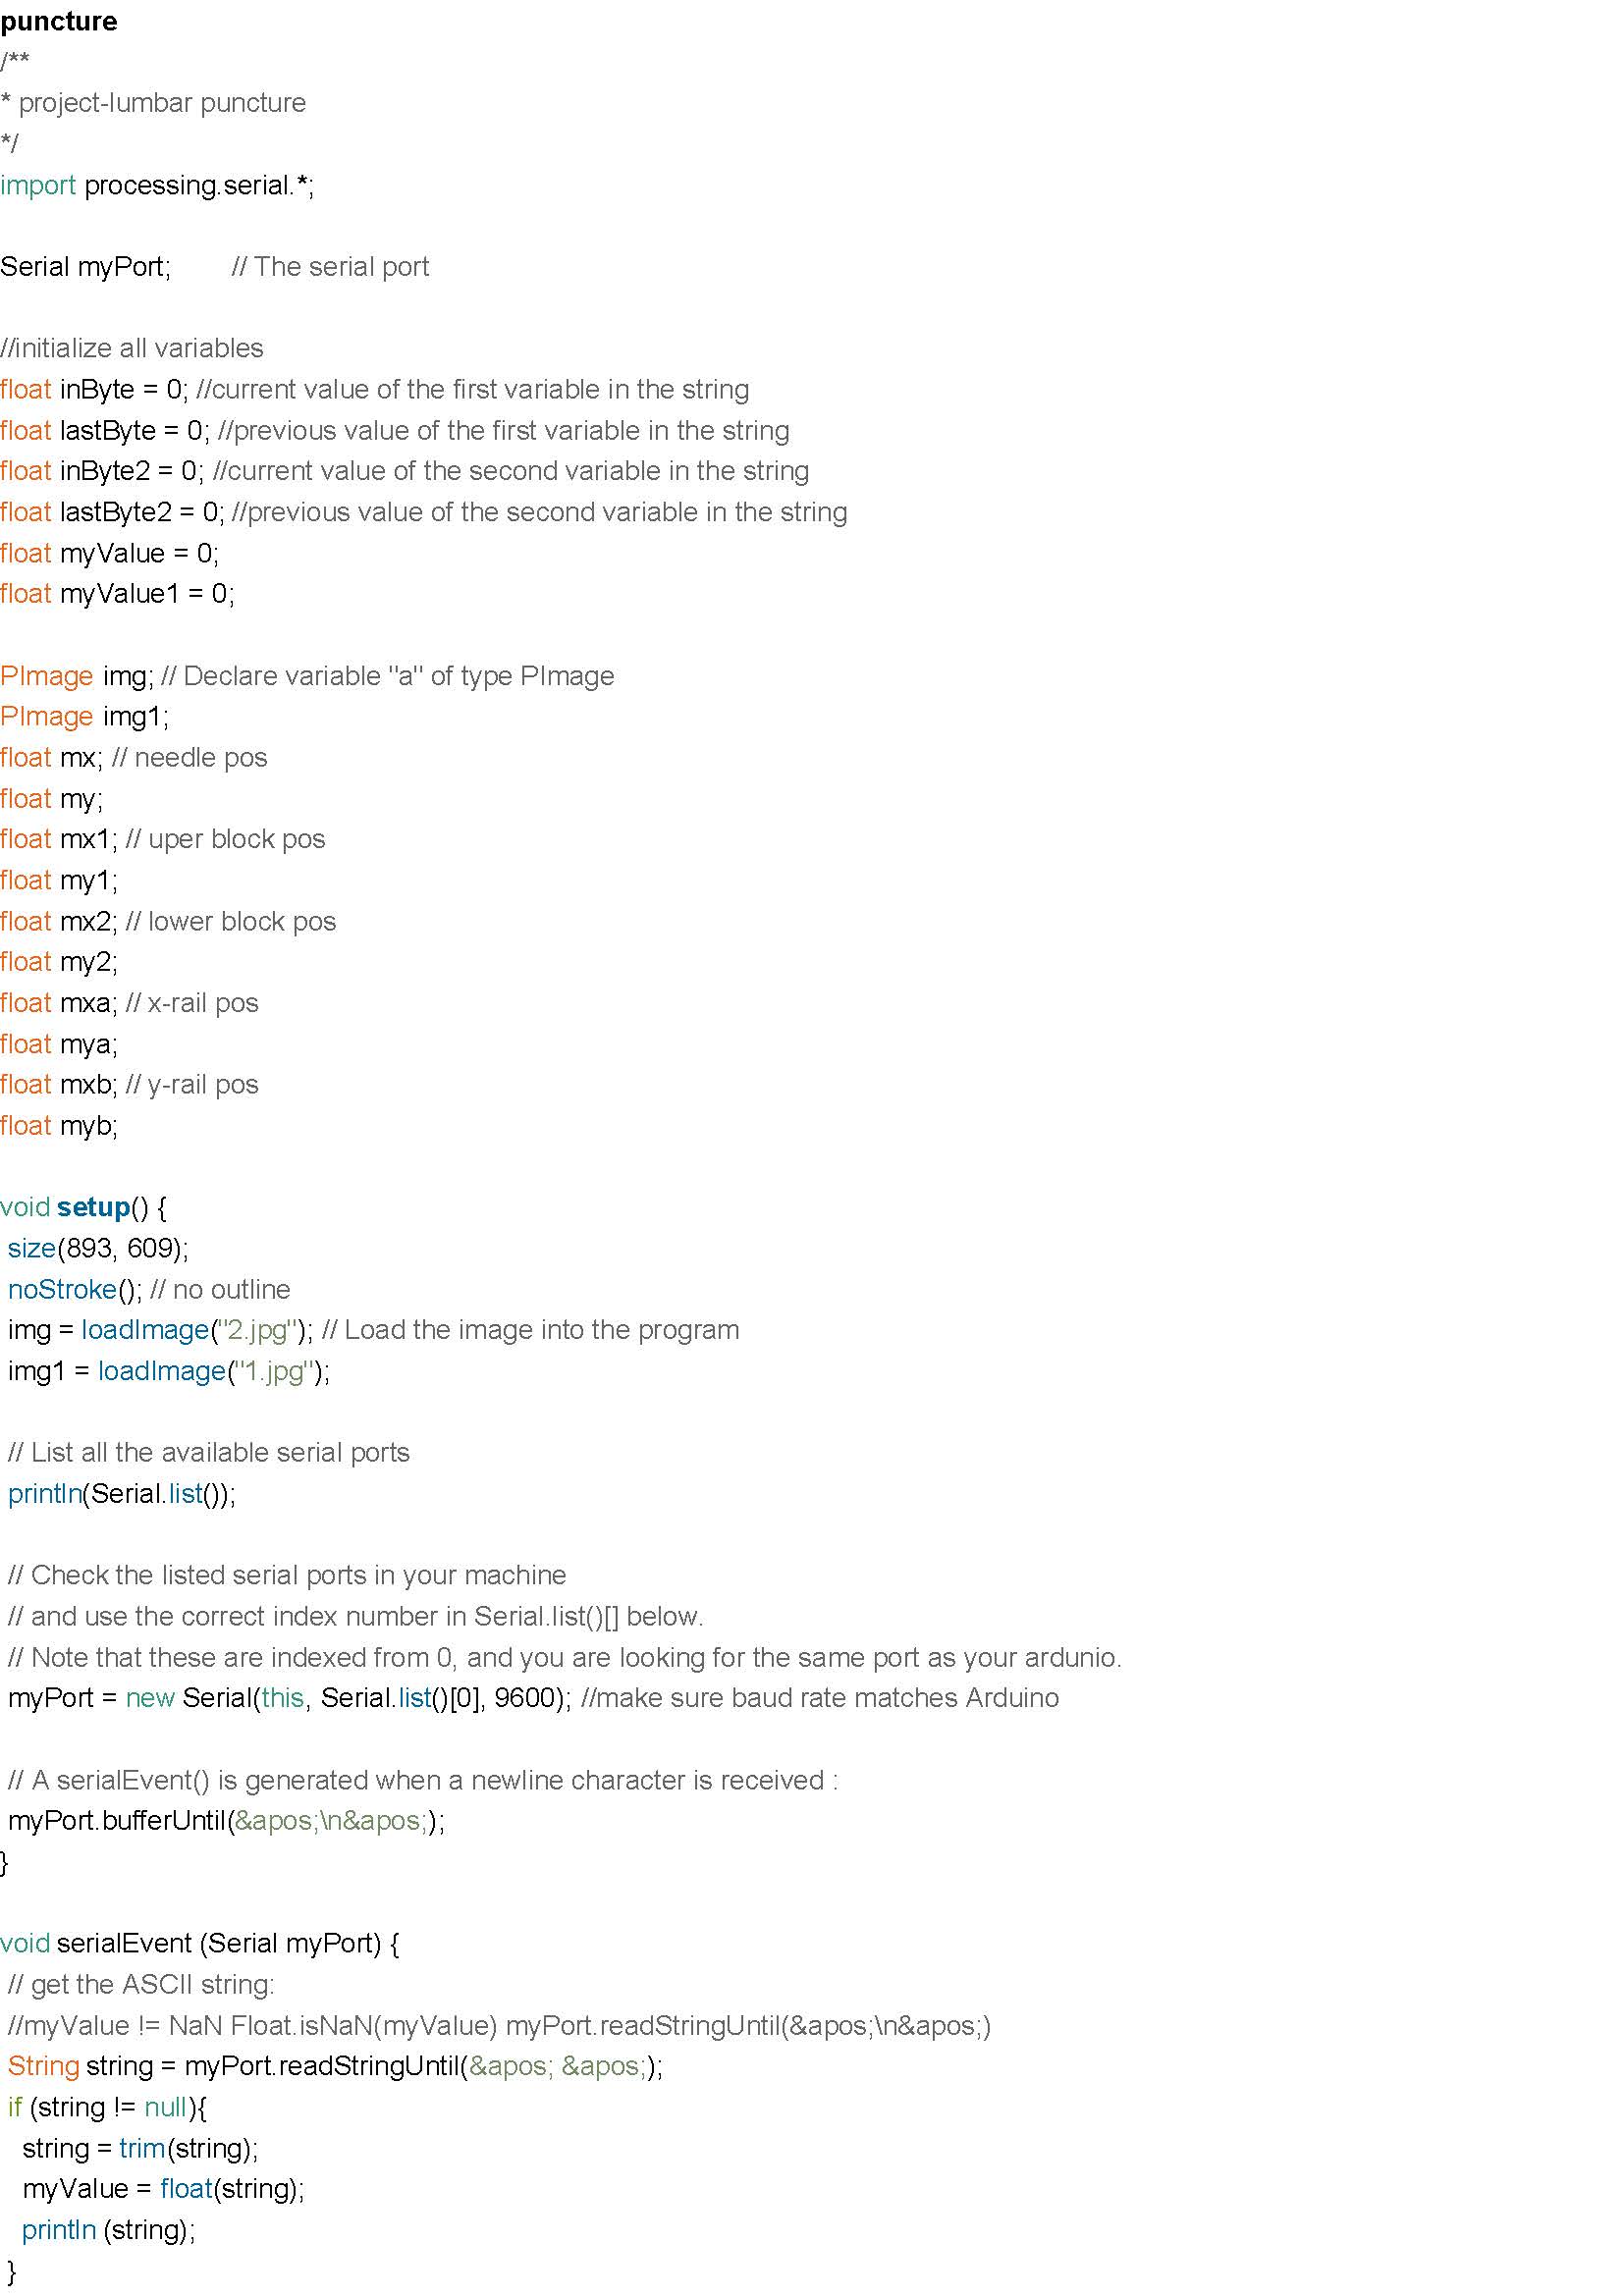 puncture
/**
* project-lumbar puncture
*/
import processing.serial.*;
Serial myPort;        // The serial port
//initialize all variables
float inByte = 0; //current value of the first variable in the string
float lastByte = 0; //previous value of the first variable in the string
float inByte2 = 0; //current value of the second variable in the string
float lastByte2 = 0; //previous value of the second variable in the string
float myValue = 0;
float myValue1 = 0;
PImage img; // Declare variable "a" of type PImage
PImage img1;
float mx; // needle pos
float my;
float mx1; // uper block pos
float my1;
float mx2; // lower block pos
float my2;
float mxa; // x-rail pos
float mya;
float mxb; // y-rail pos
float myb;
void setup() {
 size(893, 609);
 noStroke(); // no outline
 img = loadImage("2.jpg"); // Load the image into the program
 img1 = loadImage("1.jpg");
 // List all the available serial ports
 println(Serial.list());
 // Check the listed serial ports in your machine
 // and use the correct index number in Serial.list()[] below.
 // Note that these are indexed from 0, and you are looking for the same port as your ardunio.
 myPort = new Serial(this, Serial.list()[0], 9600); //make sure baud rate matches Arduino
 // A serialEvent() is generated when a newline character is received :
 myPort.bufferUntil(&apos;\n&apos;);
}
void serialEvent (Serial myPort) {
 // get the ASCII string:
 //myValue != NaN Float.isNaN(myValue) myPort.readStringUntil(&apos;\n&apos;)
 String string = myPort.readStringUntil(&apos; &apos;);
 if (string != null){
   string = trim(string);
   myValue = float(string);
   println (string);
 }